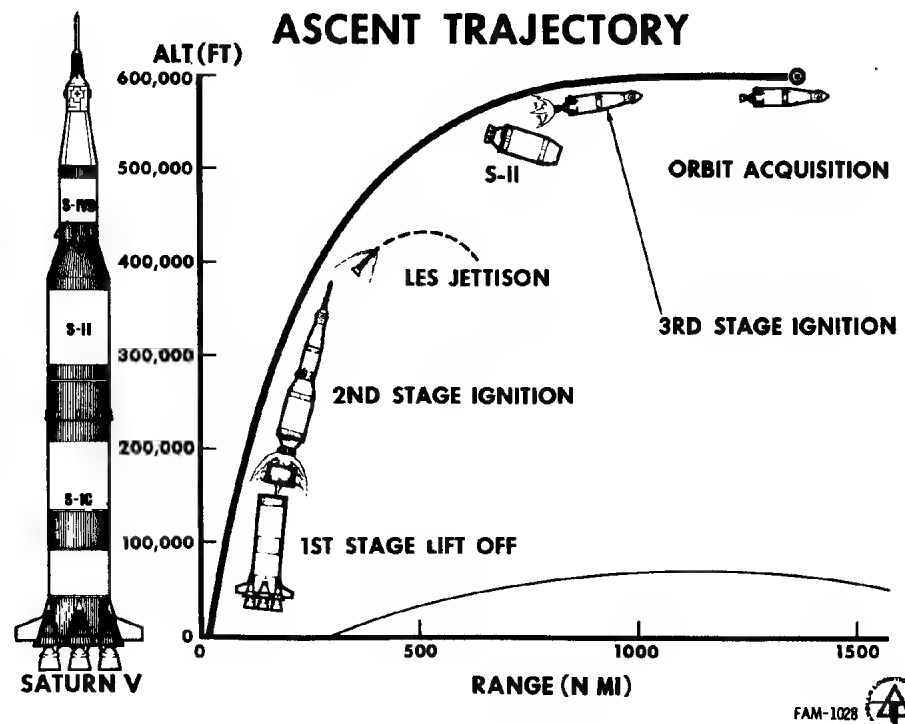 ASCENT TRAJECTORY
ALT (FT)
600,000
500,000
400,000
300,000
200,000
100,000
0
S-IVB
S-II
S-IC
SATURN V
S-II
ORBIT ACQUISITION
LES JETTISON
3RD STAGE IGNITION
2ND STAGE IGNITION
1ST STAGE LIFT OFF
0
500
1000
1500
RANGE (N MI)
FAM-1028